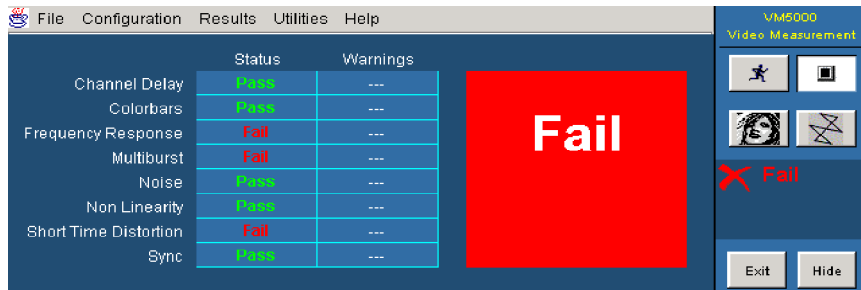 File Configuration Results Utilities Help
VM5000
Video Measurement
Status Warnings
Channel Delay Pass ---
Colorbars Pass ---
Frequency Response Fail ---
Multiburst Fail ---
Noise Pass ---
Non Linearity Pass ---
Short Time Distortion Fail ---
Sync Pass ---
Fail
Fail
Exit Hide